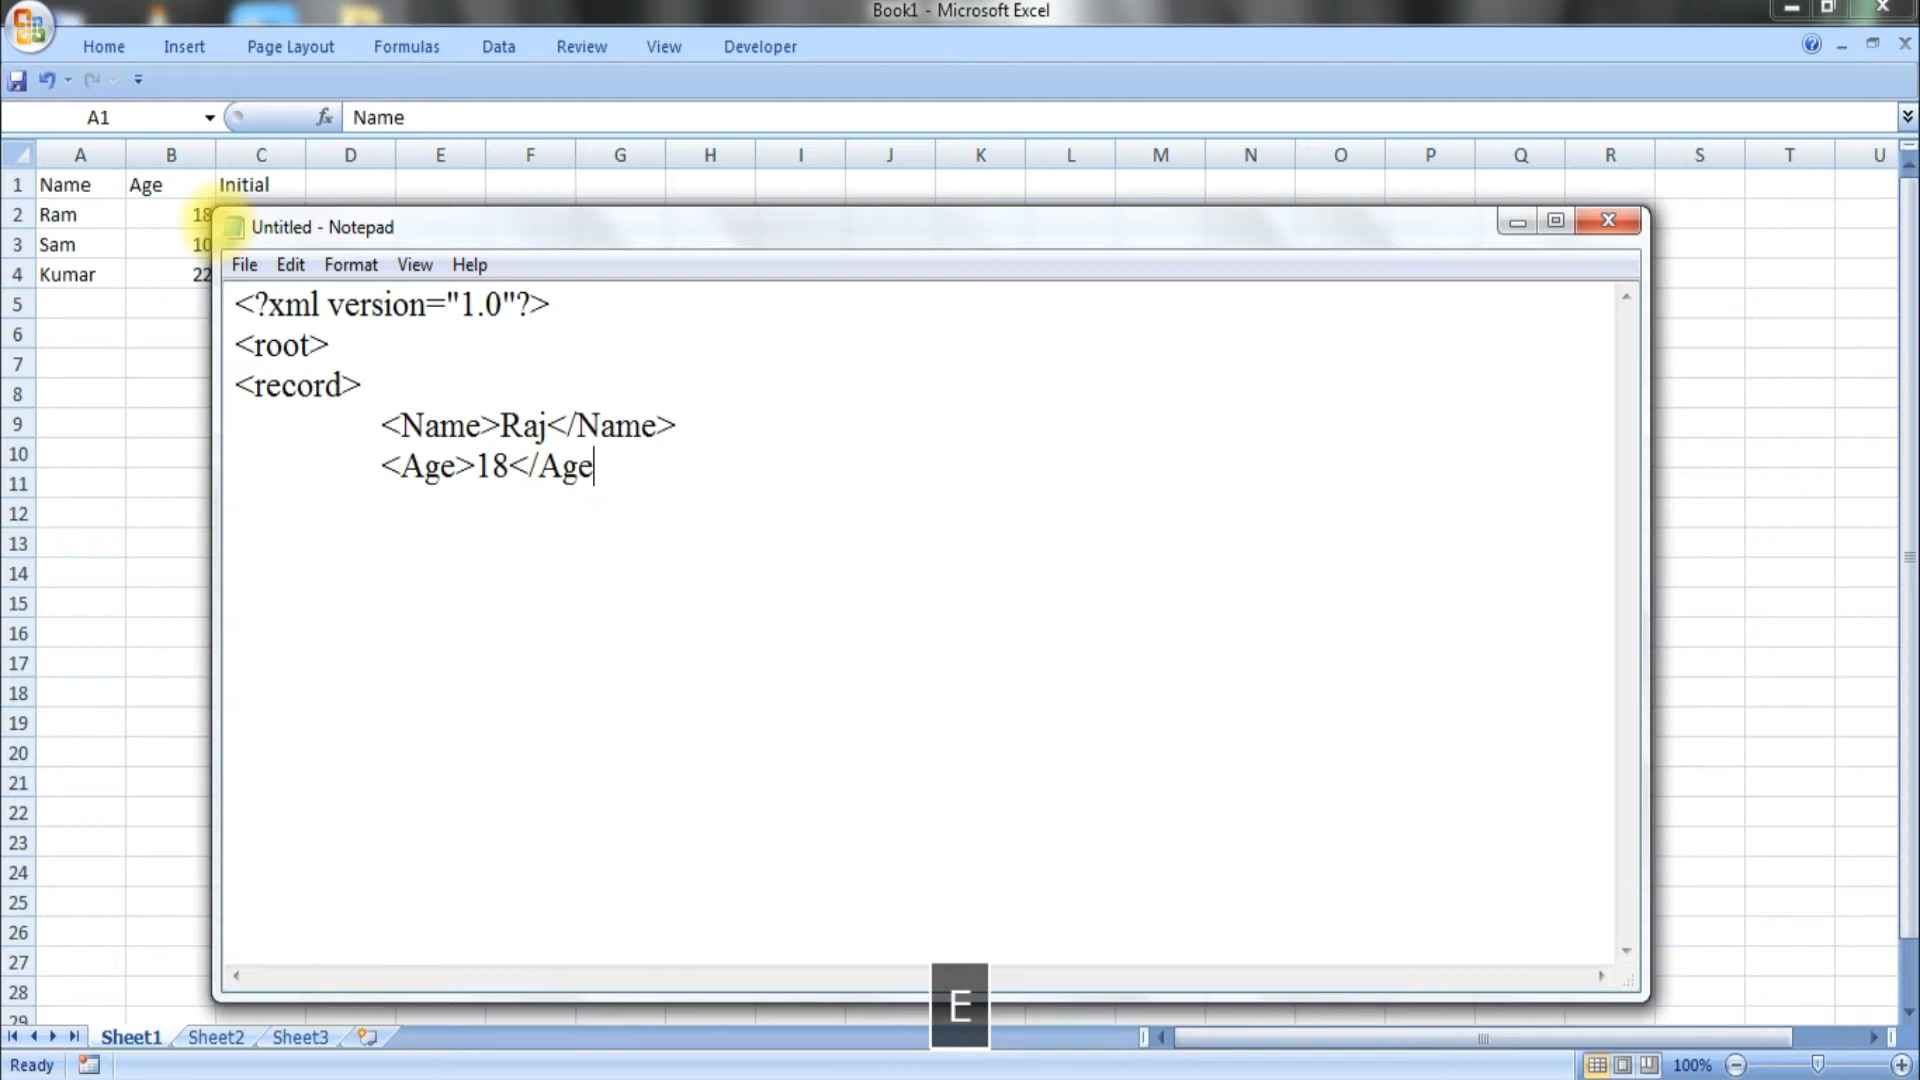 Book1 - Microsoft Excel
Home Insert Page Layout Formulas Data Review View Developer
A1 fx Name
A B C D E F G H I J K L M N O P Q R S T U
1 Name Age Initial
2 Ram 18
3 Sam 10
4 Kumar 22
5
6
7
8
9
10
11
12
13
14
15
16
17
18
19
20
21
22
23
24
25
26
27
28
29
Untitled - Notepad
File Edit Format View Help
<?xml version="1.0"?>
<root>
<record>
<Name>Raj</Name>
<Age>18</Age
E
Sheet1 Sheet2 Sheet3
Ready 100%